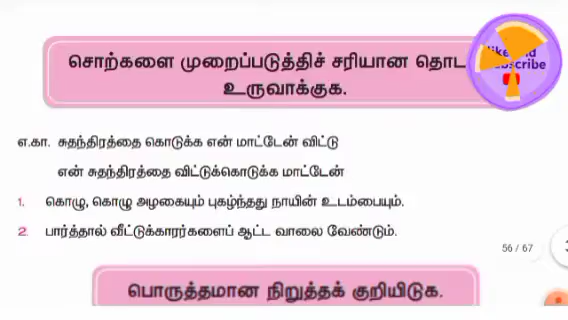 சொற்களை முறைப்படுத்திச் சரியான
உருவாக்குக.
subscribe
எ.கா. சுதந்திரத்தை கொடுக்க என் மாட்டேன் விட்டு
என் சுதந்திரத்தை விட்டுக்கொடுக்க மாட்டேன்
1. கொழு, கொழு அழகையும் புகழ்ந்தது நாயின் உடம்பையும்.
2. பார்த்தால் வீட்டுக்காரர்களைப் ஆட்ட வாலை வேண்டும்.
56 / 67
பொருத்தமான நிறுத்தக் குறியிடுக.